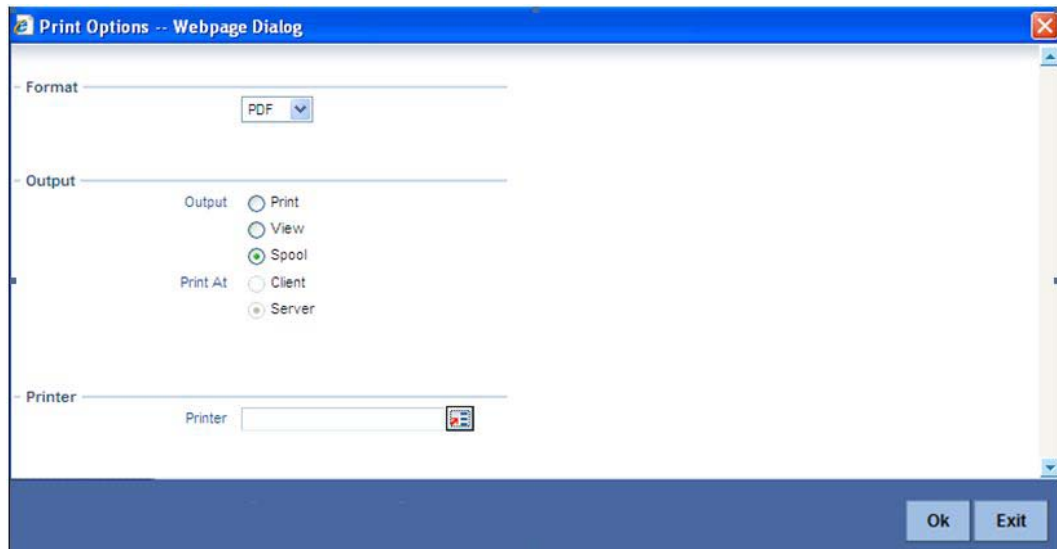 Print Options -- Webpage Dialog
Format
PDF
Output
Output Print
View
Spool
Print At Client
Server
Printer
Printer
Ok Exit